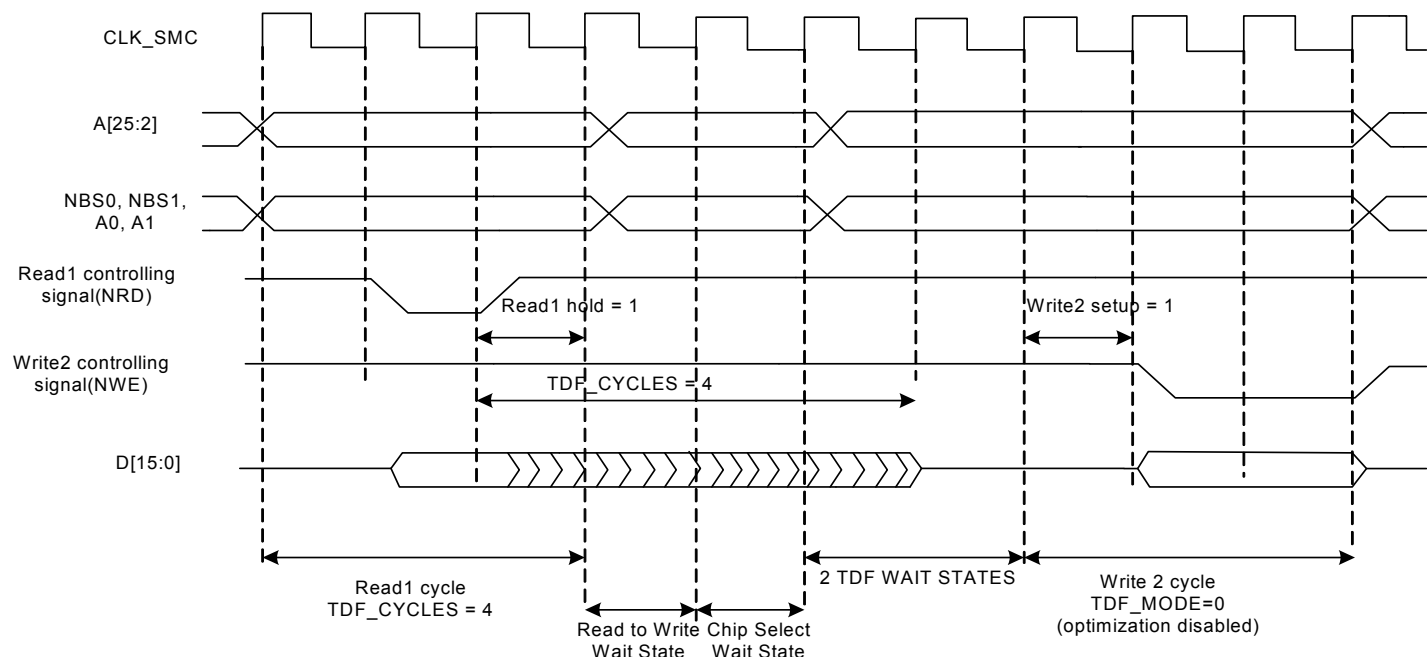 CLK_SMC
A[25:2]
NBS0, NBS1,
A0, A1
Read1 controlling
signal(NRD)
Read1 hold = 1
Write2 setup = 1
Write2 controlling
signal(NWE)
TDF_CYCLES = 4
D[15:0]
Read1 cycle
TDF_CYCLES = 4
Read to Write
Wait State
Chip Select
Wait State
2 TDF WAIT STATES
Write 2 cycle
TDF_MODE=0
(optimization disabled)